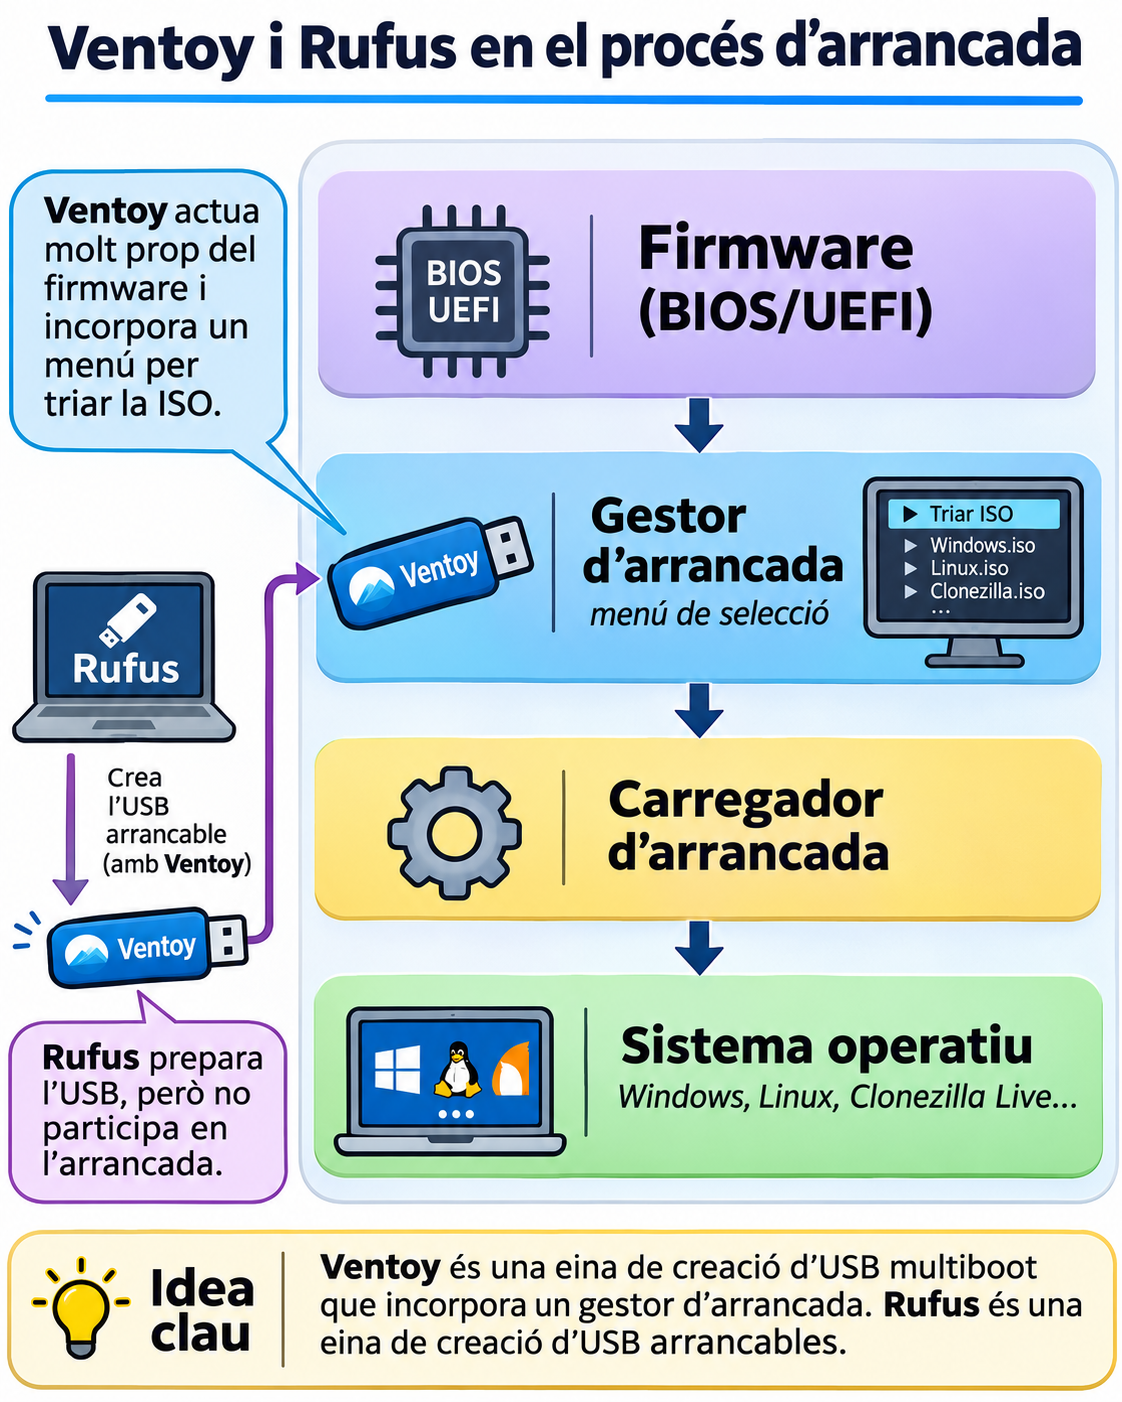 Ventoy i Rufus en el procés d’arrancada
Ventoy actua
molt prop del
firmware i
incorpora un
menú per
triar la ISO.
BIOS
UEFI
Firmware
(BIOS/UEFI)
Ventoy
Gestor
d’arrancada
menú de selecció
Triar ISO
Windows.iso
Linux.iso
Clonezilla.iso
...
Rufus
Crea
l’USB
arrancable
(amb Ventoy)
Ventoy
Rufus prepara
l’USB, però no
participa en
l’arrancada.
Carregador
d’arrancada
Sistema operatiu
Windows, Linux, Clonezilla Live...
Idea
clau
Ventoy és una eina de creació d’USB multiboot
que incorpora un gestor d’arrancada. Rufus és una
eina de creació d’USB arrancables.